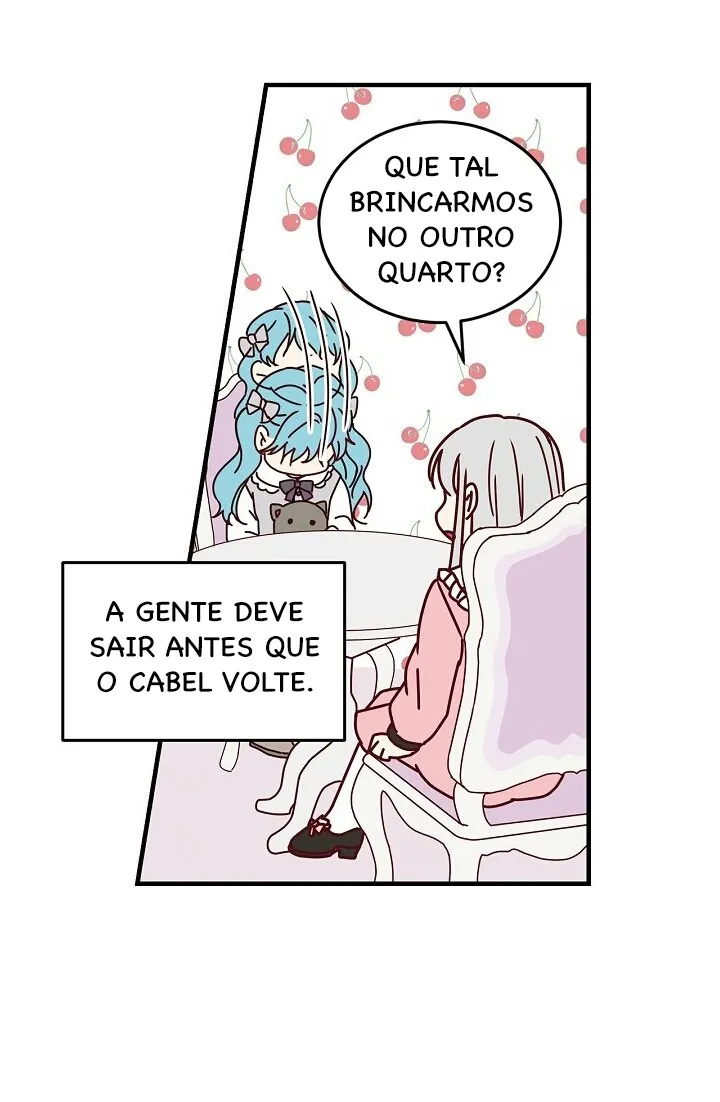 QUE TAL
BRINCARMOS
NO OUTRO
QUARTO?
A GENTE DEVE
SAIR ANTES QUE
O CABEL VOLTE.